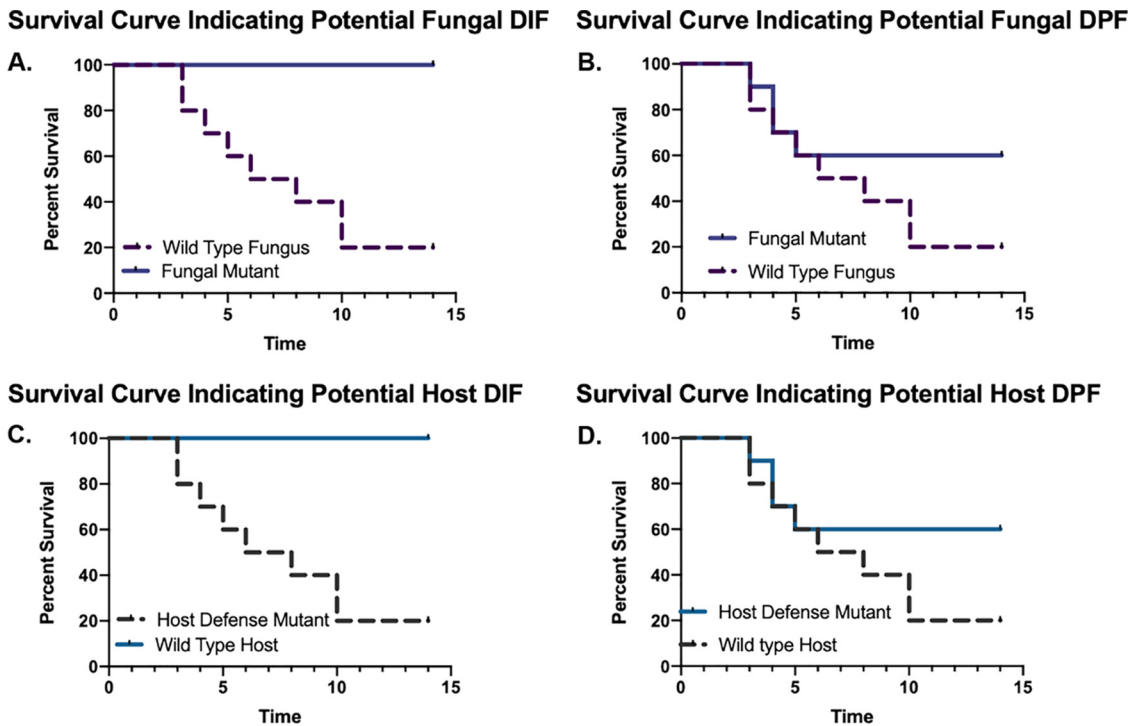 Survival Curve Indicating Potential Fungal DIF
A.
100
80
60
40
20
0
Percent Survival
Wild Type Fungus
Fungal Mutant
0 5 10 15
Time
Survival Curve Indicating Potential Fungal DPF
B.
100
80
60
40
20
0
Percent Survival
Fungal Mutant
Wild Type Fungus
0 5 10 15
Time
Survival Curve Indicating Potential Host DIF
C.
100
80
60
40
20
0
Percent Survival
Host Defense Mutant
Wild Type Host
0 5 10 15
Time
Survival Curve Indicating Potential Host DPF
D.
100
80
60
40
20
0
Percent Survival
Host Defense Mutant
Wild type Host
0 5 10 15
Time